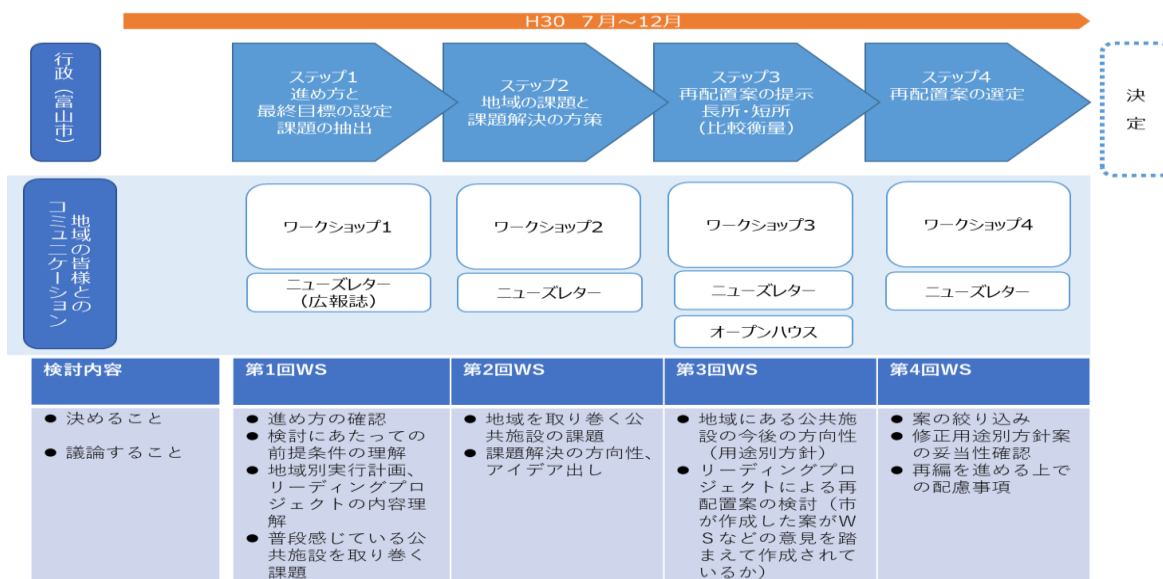 H30 7月～12月
行政（富山市）
ステップ1
進め方と
最終目標の設定
課題の抽出
ステップ2
地域の課題と
課題解決の方策
ステップ3
再配置案の提示
長所・短所
（比較衡量）
ステップ4
再配置案の選定
決
定
地域の皆様との
コミュニケーション
ワークショップ1
ニューズレター
（広報誌）
ワークショップ2
ニューズレター
ワークショップ3
ニューズレター
オープンハウス
ワークショップ4
ニューズレター
検討内容
● 決めること
● 議論すること
第1回WS
● 進め方の確認
● 検討にあたっての
前提条件の理解
● 地域別実行計画、
リーディングプロ
ジェクトの内容理
解
● 普段感じている公
共施設を取り巻く
課題
第2回WS
● 地域を取り巻く公
共施設の課題
● 課題解決の方向性、
アイデア出し
第3回WS
● 地域にある公共施
設の今後の方向性
（用途別方針）
● リーディングプロ
ジェクトによる再
配置案の検討（市
が作成した案がＷ
Ｓなどの意見を踏
まえて作成されて
いるか）
第4回WS
● 案の絞り込み
● 修正用途別方針案
の妥当性確認
● 再編を進める上で
の配慮事項